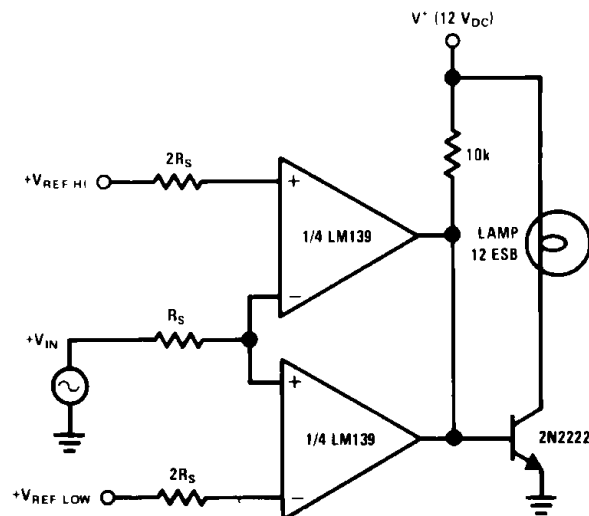 V+ (12 VDC)
2RS
+VREF HI
10k
+
1/4 LM139
−
LAMP
12 ESB
RS
+VIN
+
1/4 LM139
−
2N2222
2RS
+VREF LOW